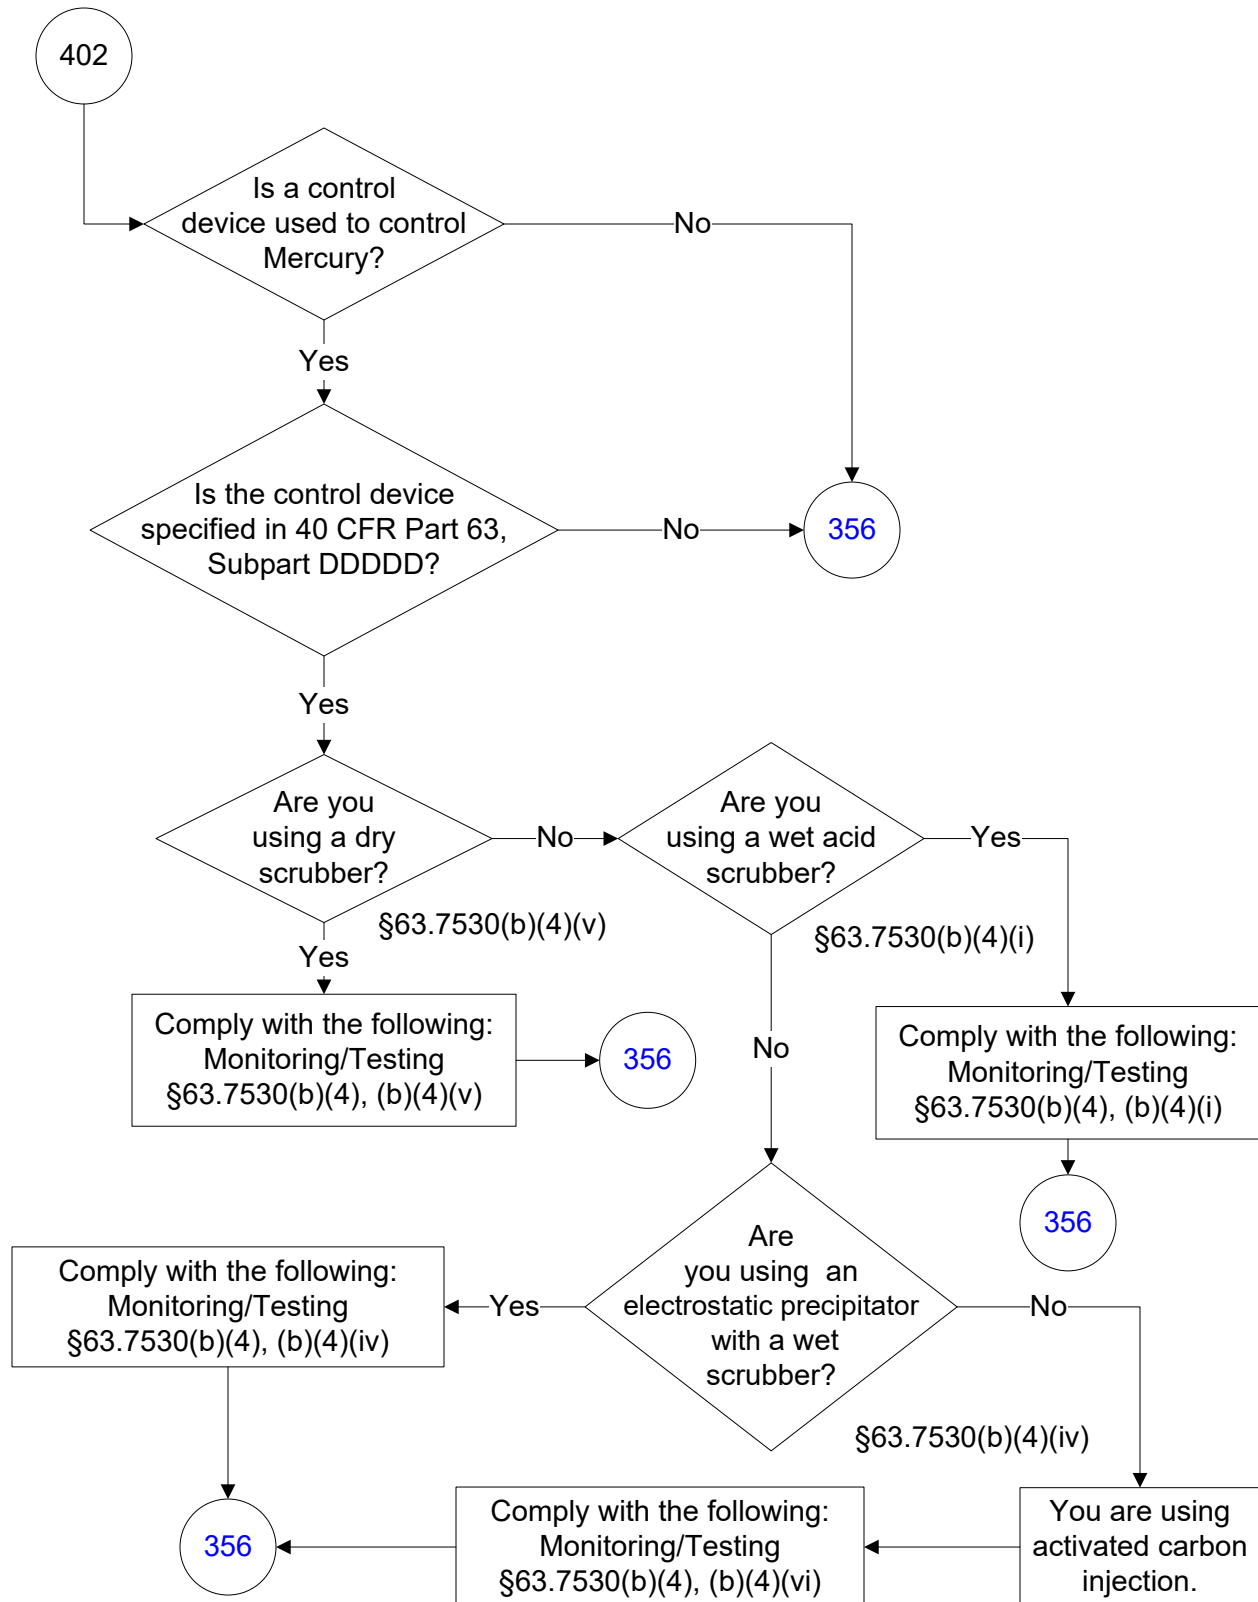 402
Is a control
device used to control
Mercury?
No
Yes
Is the control device
specified in 40 CFR Part 63,
Subpart DDDDD?
No
356
Yes
Are you
using a dry
scrubber?
No
Are you
using a wet acid
scrubber?
Yes
§63.7530(b)(4)(v)
§63.7530(b)(4)(i)
Yes
Comply with the following:
Monitoring/Testing
§63.7530(b)(4), (b)(4)(v)
356
No
Comply with the following:
Monitoring/Testing
§63.7530(b)(4), (b)(4)(i)
356
Are
you using  an
electrostatic precipitator
with a wet
scrubber?
Yes
No
Comply with the following:
Monitoring/Testing
§63.7530(b)(4), (b)(4)(iv)
§63.7530(b)(4)(iv)
You are using
activated carbon
injection.
Comply with the following:
Monitoring/Testing
§63.7530(b)(4), (b)(4)(vi)
356